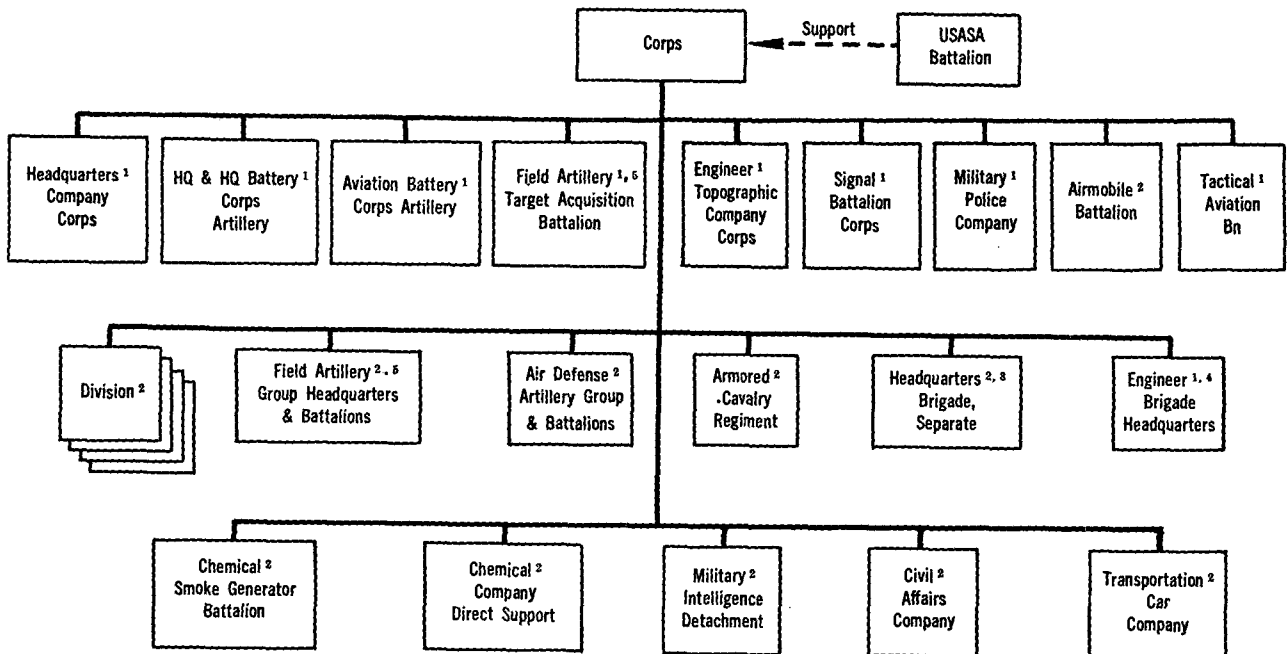 Corps
Support
USASA
Battalion
Headquarters 1
Company
Corps
HQ & HQ Battery 1
Corps
Artillery
Aviation Battery 1
Corps Artillery
Field Artillery 1, 5
Target Acquisition
Battalion
Engineer 1
Topographic
Company
Corps
Signal 1
Battalion
Corps
Military 1
Police
Company
Airmobile 2
Battalion
Tactical 1
Aviation
Bn
Division 2
Field Artillery 2, 5
Group Headquarters
& Battalions
Air Defense 2
Artillery Group
& Battalions
Armored 2
Cavalry
Regiment
Headquarters 2, 3
Brigade,
Separate
Engineer 1, 4
Brigade
Headquarters
Chemical 2
Smoke Generator
Battalion
Chemical 2
Company
Direct Support
Military 2
Intelligence
Detachment
Civil 2
Affairs
Company
Transportation 2
Car
Company